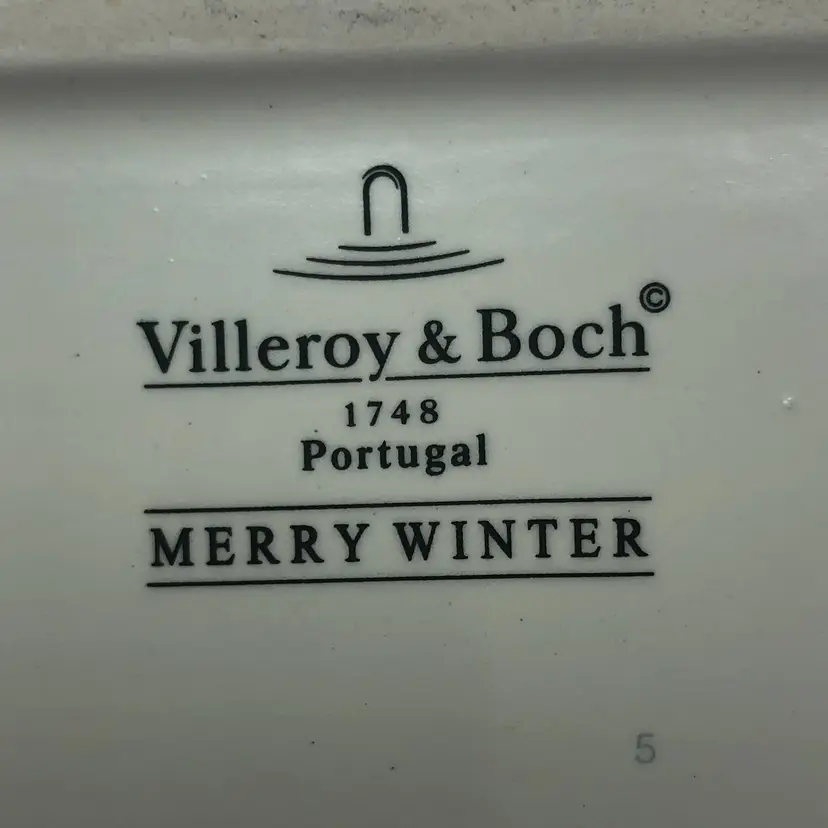 Villeroy & Boch©
1748
Portugal
MERRY WINTER
5